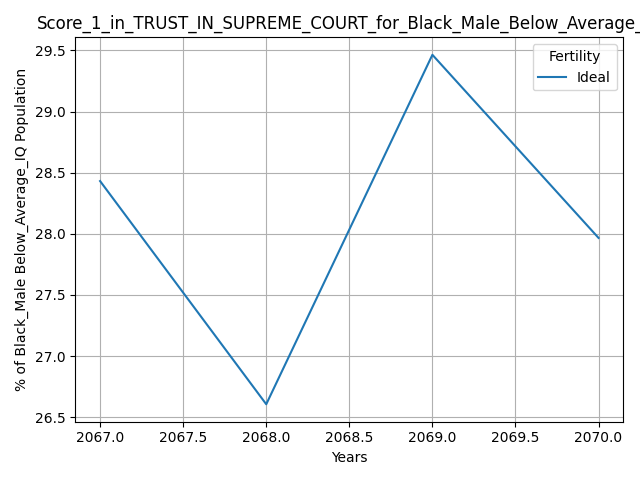 Score_1_in_TRUST_IN_SUPREME_COURT_for_Black_Male_Below_Average_
% of Black_Male Below_Average_IQ Population
29.5
29.0
28.5
28.0
27.5
27.0
26.5
Fertility
Ideal
2067.0 2067.5 2068.0 2068.5 2069.0 2069.5 2070.0
Years